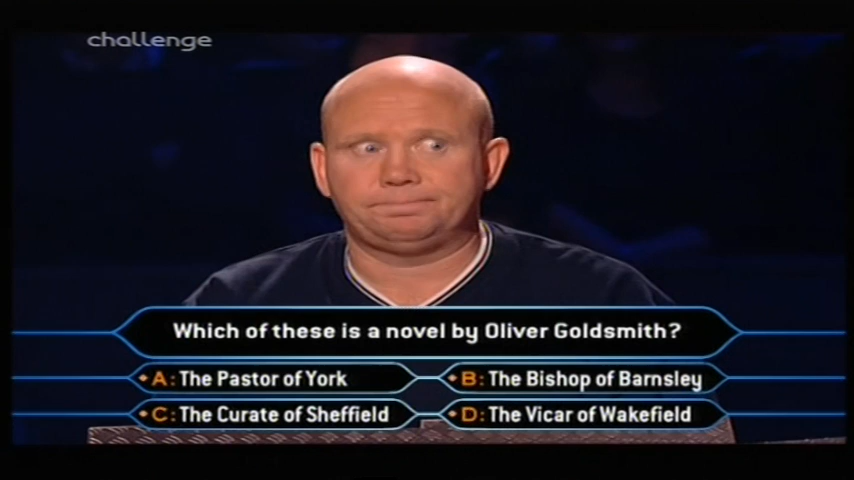 challenge
Which of these is a novel by Oliver Goldsmith?
A: The Pastor of York
B: The Bishop of Barnsley
C: The Curate of Sheffield
D: The Vicar of Wakefield